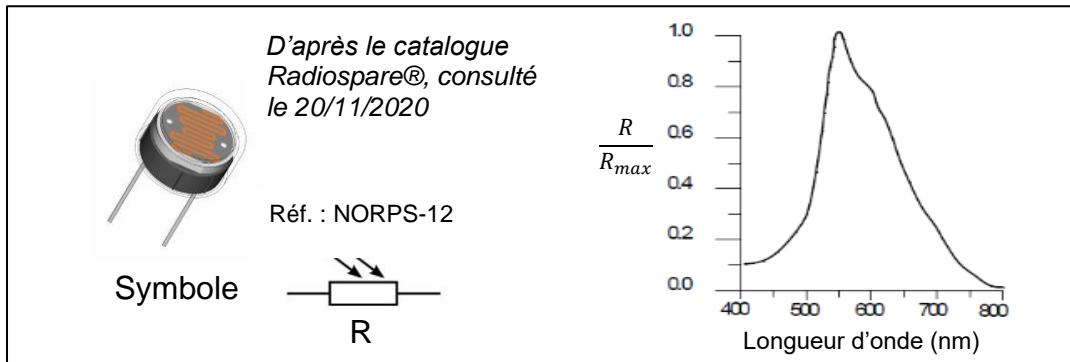 D'après le catalogue
Radiospare®, consulté
le 20/11/2020
Réf. : NORPS-12
Symbole
R
R
R_max
1.0
0.8
0.6
0.4
0.2
0.0
400 500 600 700 800
Longueur d'onde (nm)